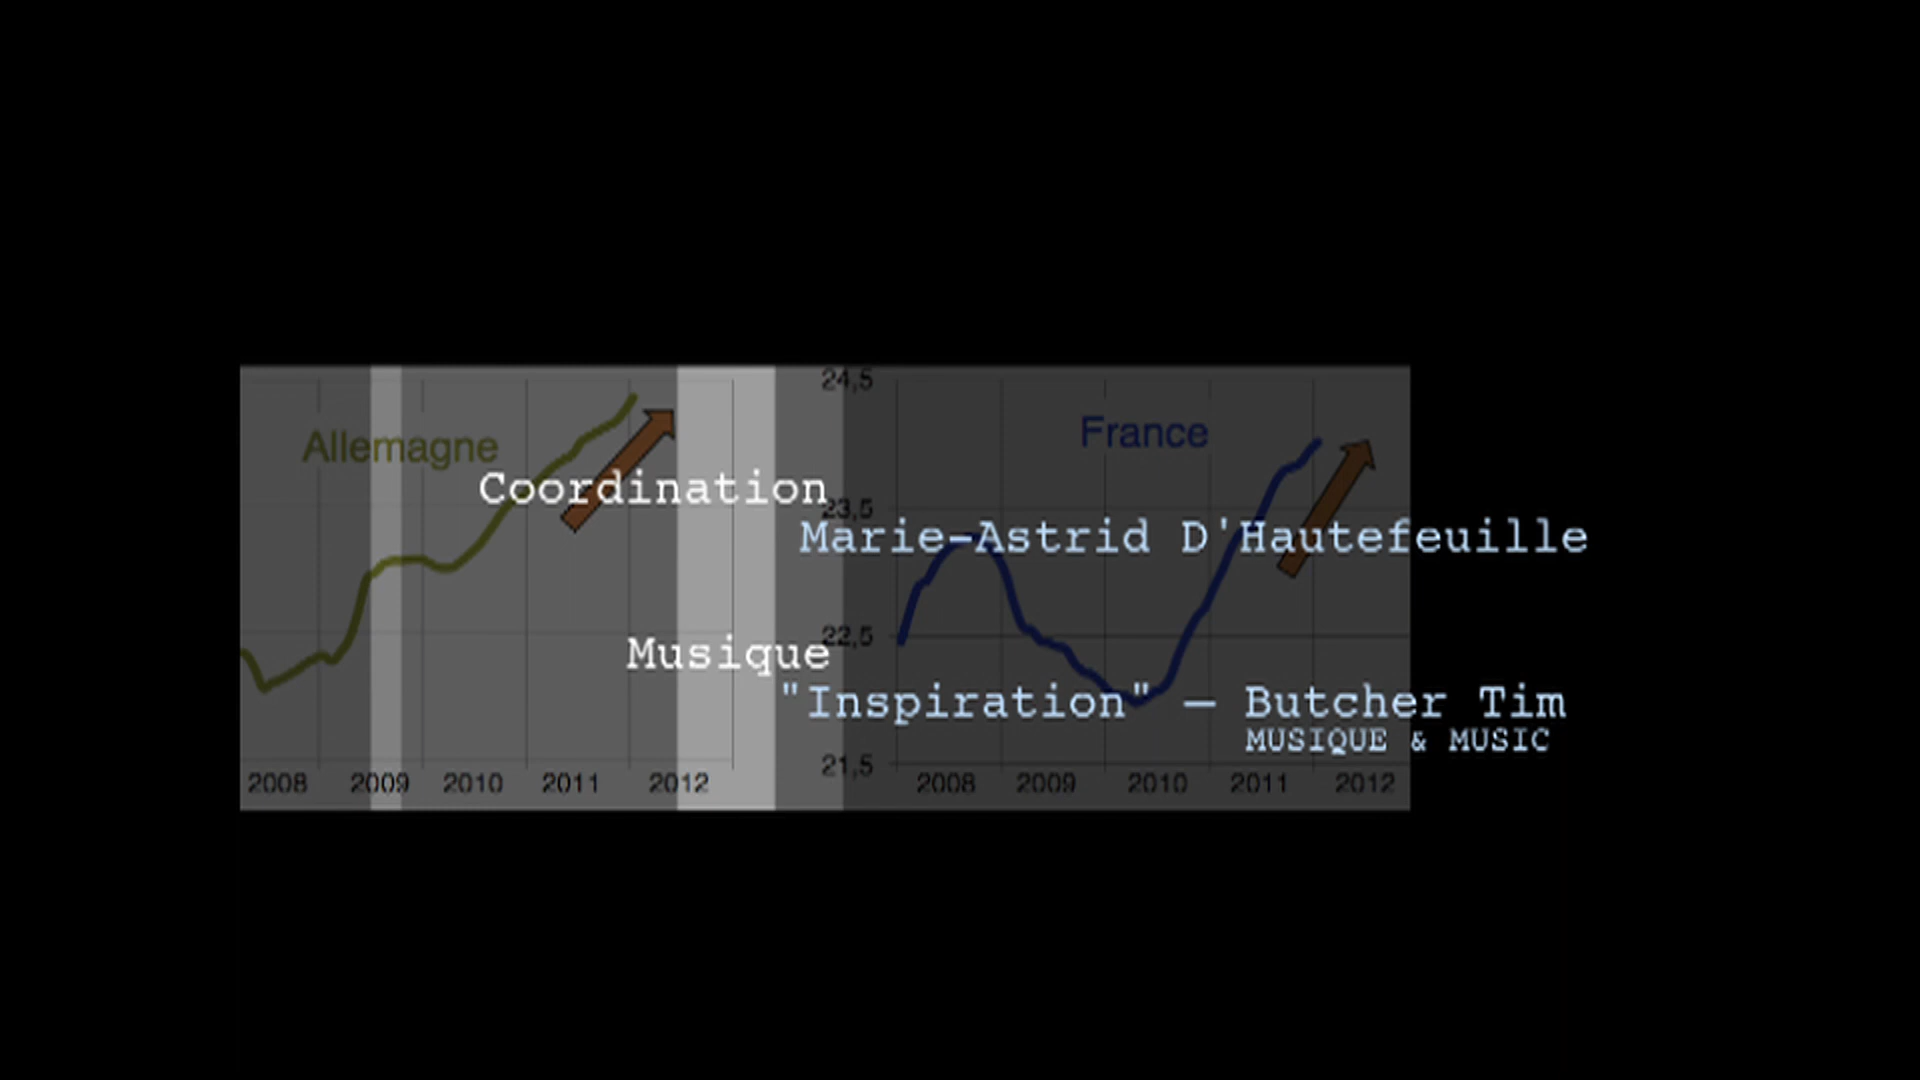 24,5
Allemagne
France
Coordination
23,5
Marie-Astrid D'Hautefeuille
22,5
Musique
"Inspiration" — Butcher Tim
MUSIQUE & MUSIC
21,5
2008 2009 2010 2011 2012
2008 2009 2010 2011 2012